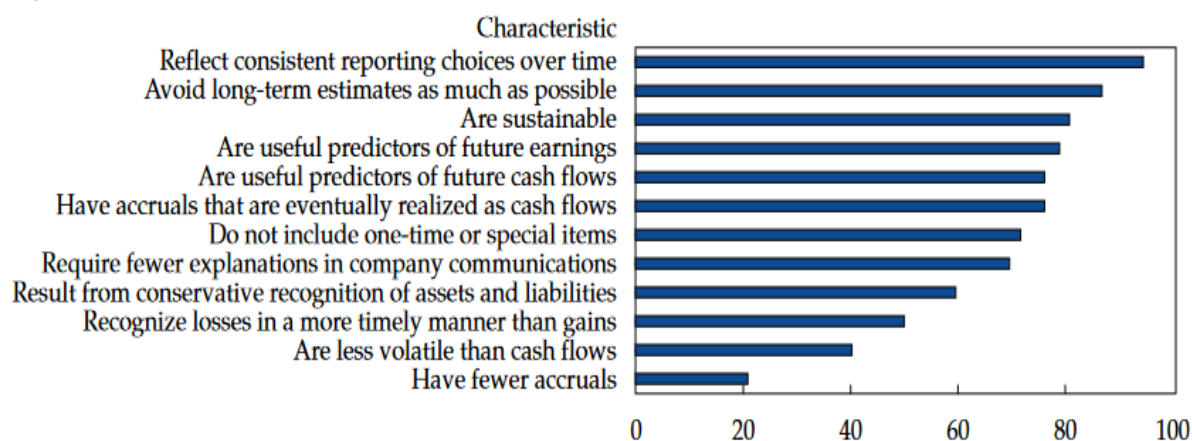 Characteristic
Reflect consistent reporting choices over time
Avoid long-term estimates as much as possible
Are sustainable
Are useful predictors of future earnings
Are useful predictors of future cash flows
Have accruals that are eventually realized as cash flows
Do not include one-time or special items
Require fewer explanations in company communications
Result from conservative recognition of assets and liabilities
Recognize losses in a more timely manner than gains
Are less volatile than cash flows
Have fewer accruals
0 20 40 60 80 100